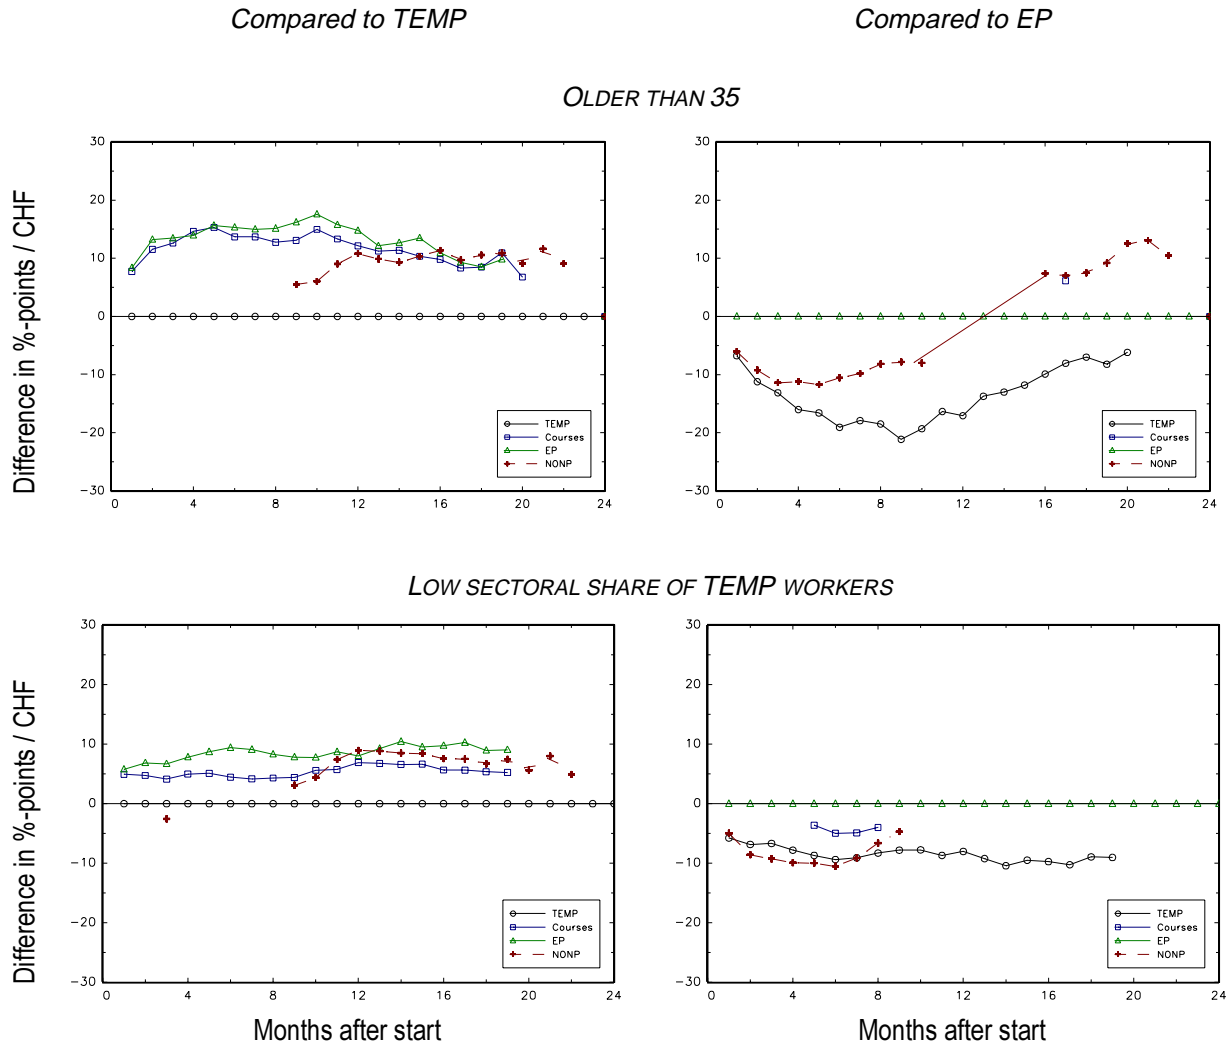 Compared to TEMP
Compared to EP
OLDER THAN 35
Difference in %-points / CHF
30
20
10
0
−10
−20
−30
0 4 8 12 16 20 24
TEMP
Courses
EP
NONP
30
20
10
0
−10
−20
−30
0 4 8 12 16 20 24
TEMP
Courses
EP
NONP
LOW SECTORAL SHARE OF TEMP WORKERS
Difference in %-points / CHF
30
20
10
0
−10
−20
−30
0 4 8 12 16 20 24
TEMP
Courses
EP
NONP
Months after start
30
20
10
0
−10
−20
−30
0 4 8 12 16 20 24
TEMP
Courses
EP
NONP
Months after start